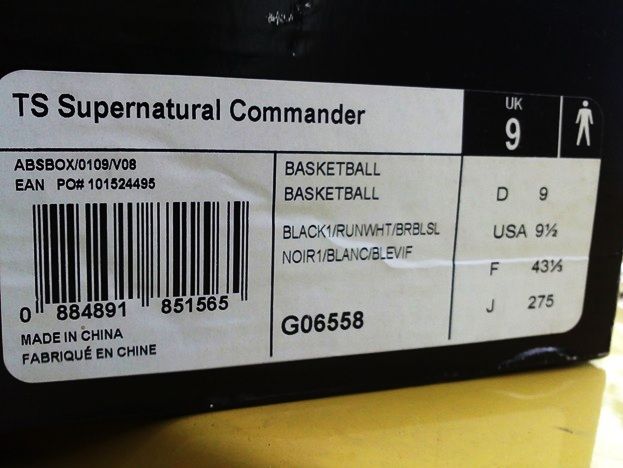 TS Supernatural Commander
UK
9
ABSBOX/0109/V08
EAN PO# 101524495
0 884891 851565
MADE IN CHINA
FABRIQUÉ EN CHINE
BASKETBALL
BASKETBALL
BLACK1/RUNWHT/BRBLSL
NOIR1/BLANC/BLEVIF
G06558
D 9
USA 9½
F 43⅓
J 275